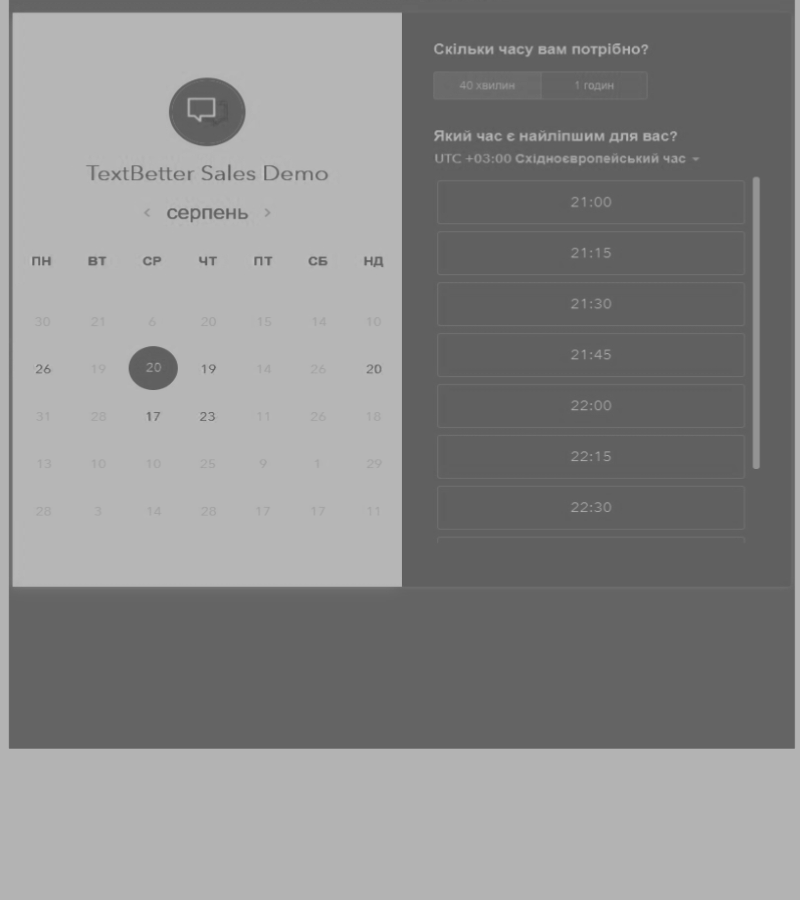 TextBetter Sales Demo
< серпень >
ПН ВТ СР ЧТ ПТ СБ НД
30 21 6 20 15 14 10
26 19 20 19 14 26 20
31 28 17 23 11 26 18
13 10 10 25 9 1 29
28 3 14 28 17 17 11
Скільки часу вам потрібно?
40 хвилин 1 годин
Який час є найліпшим для вас?
UTC +03:00 Східноєвропейський час
21:00
21:15
21:30
21:45
22:00
22:15
22:30